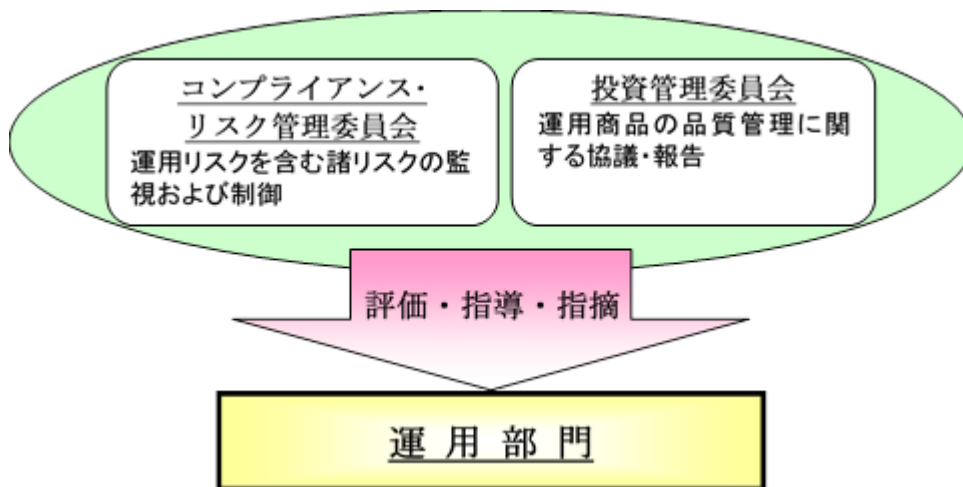 コンプライアンス・
リスク管理委員会
運用リスクを含む諸リスクの監
視および制御
投資管理委員会
運用商品の品質管理に関
する協議・報告
評価・指導・指摘
運用部門